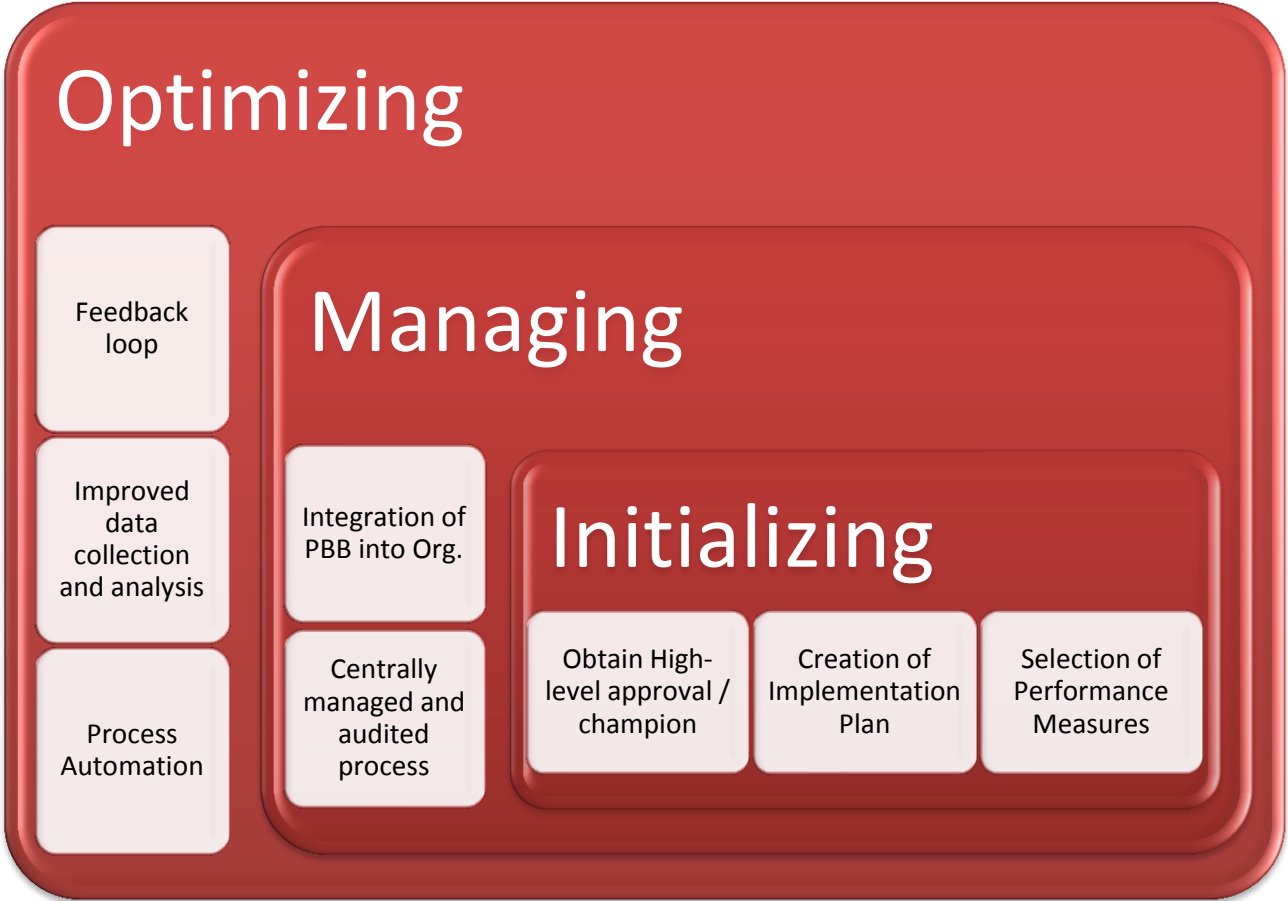 Optimizing
Feedback
loop
Improved
data
collection
and analysis
Process
Automation
Managing
Integration of
PBB into Org.
Centrally
managed and
audited
process
Initializing
Obtain High-
level approval /
champion
Creation of
Implementation
Plan
Selection of
Performance
Measures